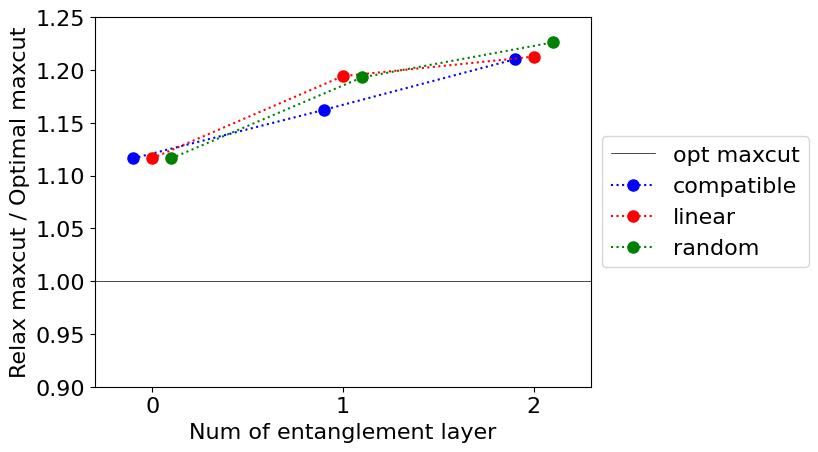 Relax maxcut / Optimal maxcut
1.25
1.20
1.15
1.10
1.05
1.00
0.95
0.90
0 1 2
Num of entanglement layer
opt maxcut
compatible
linear
random